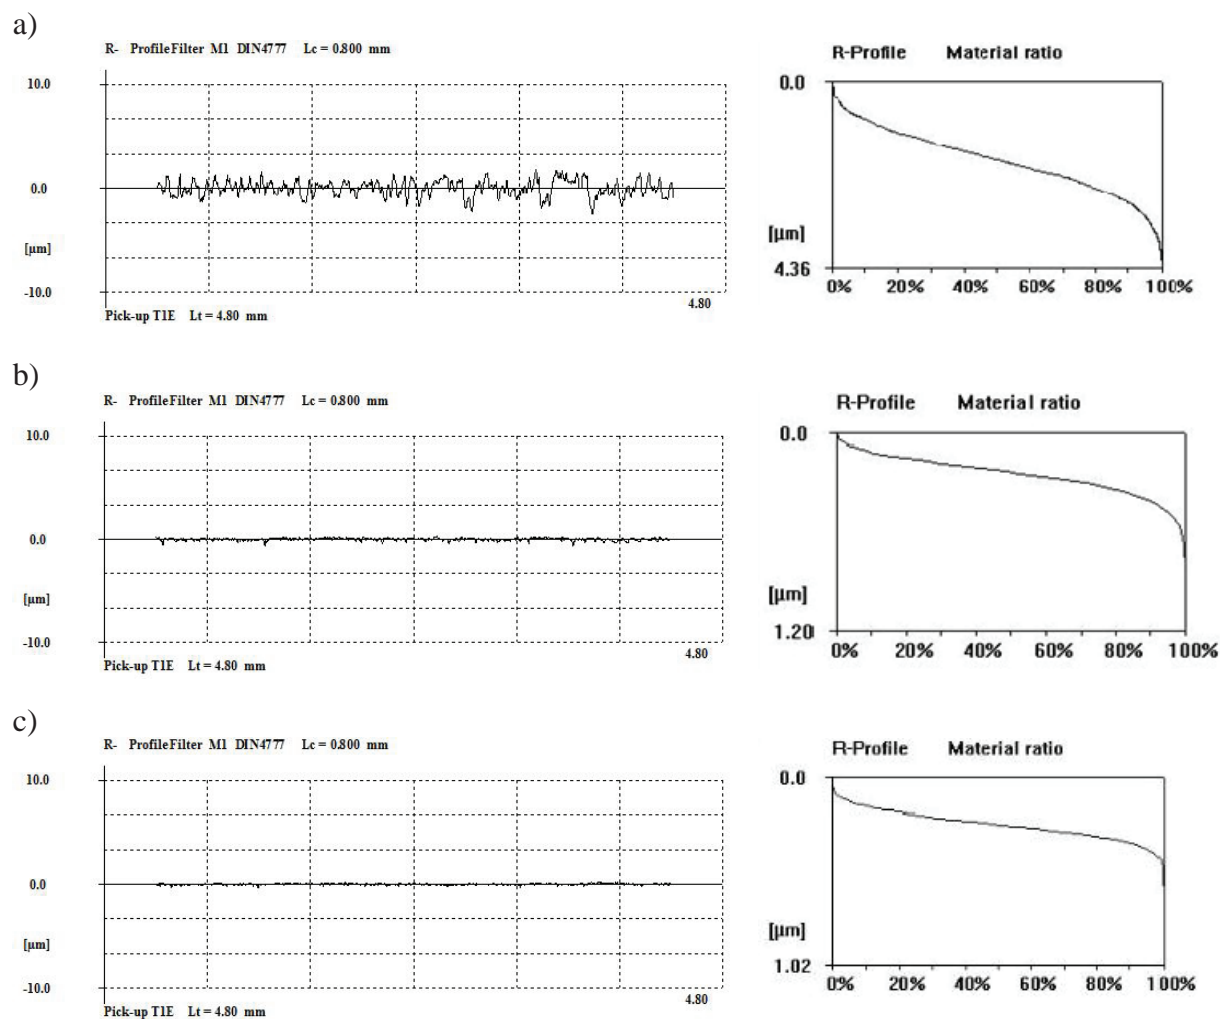 a)
R- ProfileFilter M1 DIN4777 Lc = 0.800 mm
10.0
0.0
[µm]
-10.0
4.80
Pick-up T1E Lt = 4.80 mm
R-Profile Material ratio
0.0
[µm]
4.36
0% 20% 40% 60% 80% 100%
b)
R- ProfileFilter M1 DIN4777 Lc = 0.800 mm
10.0
0.0
[µm]
-10.0
4.80
Pick-up T1E Lt = 4.80 mm
R-Profile Material ratio
0.0
[µm]
1.20
0% 20% 40% 60% 80% 100%
c)
R- ProfileFilter M1 DIN4777 Lc = 0.800 mm
10.0
0.0
[µm]
-10.0
4.80
Pick-up T1E Lt = 4.80 mm
R-Profile Material ratio
0.0
[µm]
1.02
0% 20% 40% 60% 80% 100%